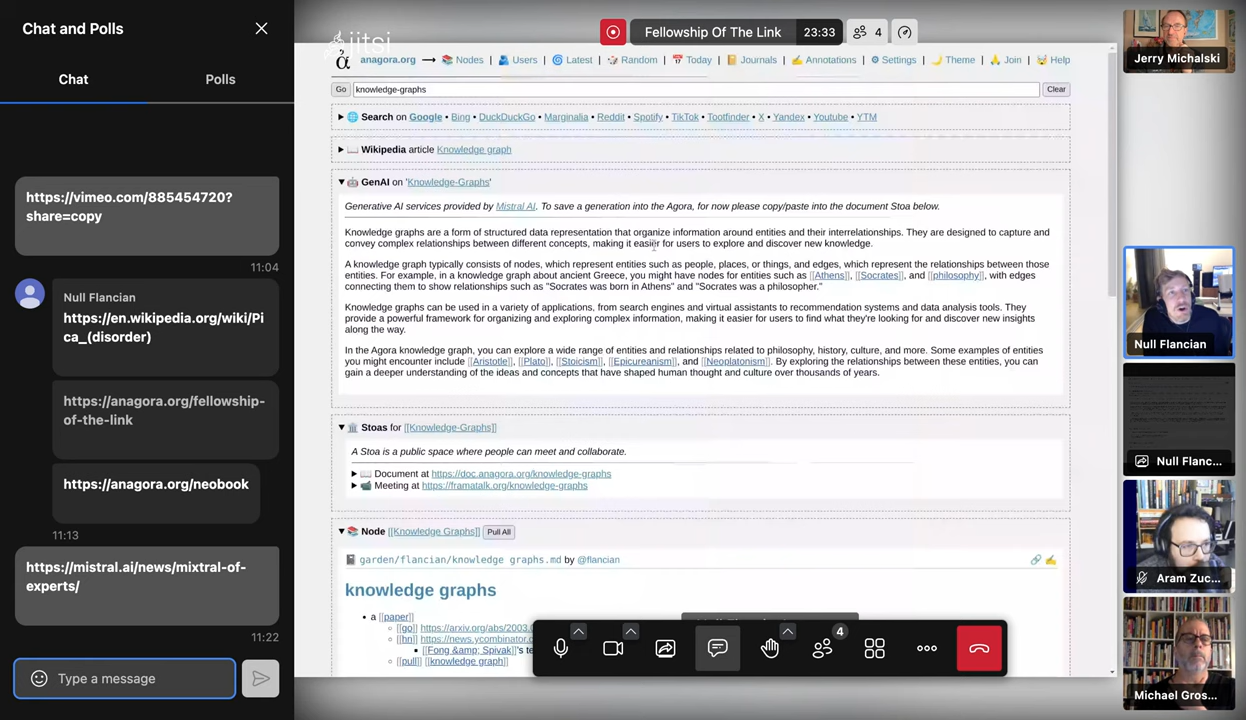 Chat and Polls
Chat
Polls
https://vimeo.com/885454720?
share=copy
11:04
Null Flancian
https://en.wikipedia.org/wiki/Pi
ca_(disorder)
https://anagora.org/fellowship-
of-the-link
https://anagora.org/neobook
11:13
https://mistral.ai/news/mixtral-of-
experts/
11:22
Type a message
jitsi
Fellowship Of The Link
23:33
4
anagora.org → Nodes | Users | Latest | Random | Today | Journals | Annotations | Settings | Theme | Join | Help
Go
knowledge-graphs
Clear
Search on Google • Bing • DuckDuckGo • Marginalia • Reddit • Spotify • TikTok • Tootfinder • X • Yandex • Youtube • YTM
Wikipedia article Knowledge graph
GenAI on 'Knowledge-Graphs'
Generative AI services provided by Mistral AI. To save a generation into the Agora, for now please copy/paste into the document Stoa below.
Knowledge graphs are a form of structured data representation that organize information around entities and their interrelationships. They are designed to capture and
convey complex relationships between different concepts, making it easier for users to explore and discover new knowledge.
A knowledge graph typically consists of nodes, which represent entities such as people, places, or things, and edges, which represent the relationships between those
entities. For example, in a knowledge graph about ancient Greece, you might have nodes for entities such as [[Athens]], [[Socrates]], and [[philosophy]], with edges
connecting them to show relationships such as "Socrates was born in Athens" and "Socrates was a philosopher."
Knowledge graphs can be used in a variety of applications, from search engines and virtual assistants to recommendation systems and data analysis tools. They
provide a powerful framework for organizing and exploring complex information, making it easier for users to find what they're looking for and discover new insights
along the way.
In the Agora knowledge graph, you can explore a wide range of entities and relationships related to philosophy, history, culture, and more. Some examples of entities
you might encounter include [[Aristotle]], [[Plato]], [[Stoicism]], [[Epicureanism]], and [[Neoplatonism]]. By exploring the relationships between these entities, you can
gain a deeper understanding of the ideas and concepts that have shaped human thought and culture over thousands of years.
Stoas for [[Knowledge-Graphs]]
A Stoa is a public space where people can meet and collaborate.
Document at https://doc.anagora.org/knowledge-graphs
Meeting at https://framatalk.org/knowledge-graphs
Node [[Knowledge Graphs]] Pull All
garden/flancian/knowledge graphs.md by @flancian
knowledge graphs
a [[paper]]
[[go]] https://arxiv.org/abs/2003.
[[hn]] https://news.ycombinator.
[[Fong &amp; Spivak]]'s te
[[pull]] [[knowledge graph]]
4
Jerry Michalski
Null Flancian
Null Flanc...
Aram Zuc...
Michael Gros...